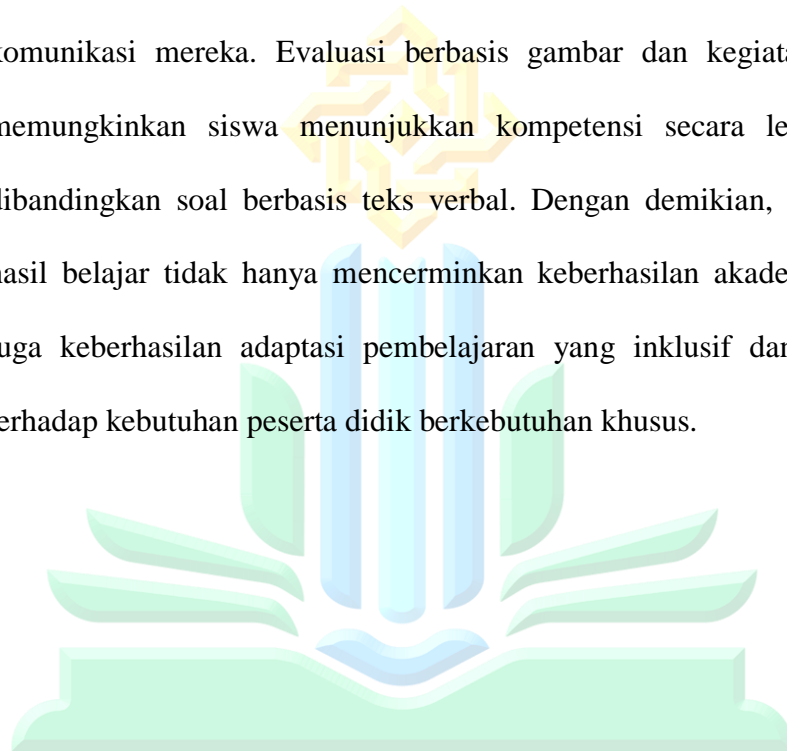 komunikasi mereka. Evaluasi berbasis gambar dan kegiata
memungkinkan siswa menunjukkan kompetensi secara le
dibandingkan soal berbasis teks verbal. Dengan demikian,
hasil belajar tidak hanya mencerminkan keberhasilan akade
juga keberhasilan adaptasi pembelajaran yang inklusif dan
terhadap kebutuhan peserta didik berkebutuhan khusus.